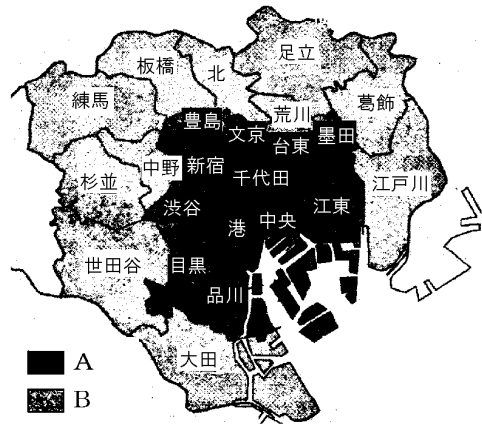 足立
板橋
北
葛飾
練馬
荒川
豊島
文京
墨田
台東
中野
新宿
杉並
千代田
江戸川
渋谷
江東
港
中央
世田谷
目黒
品川
大田
A
B